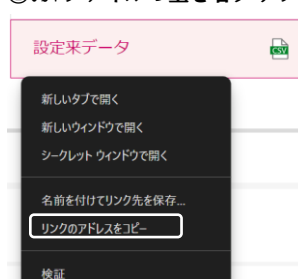 設定来データ
CSV
新しいタブで開く
新しいウィンドウで開く
シークレット ウィンドウで開く
名前を付けてリンク先を保存...
リンクのアドレスをコピー
検証